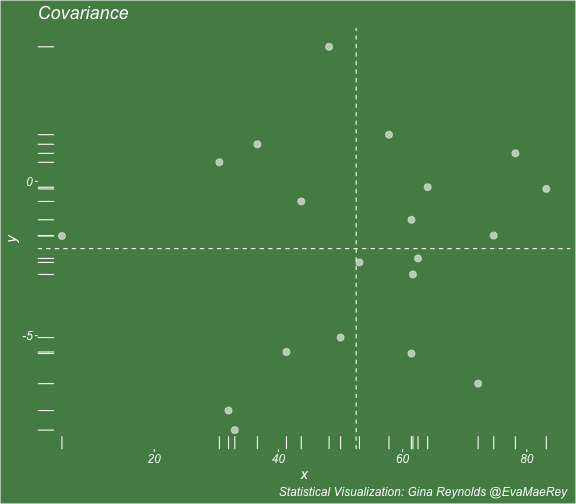 Covariance
y
0
-5
20 40 60 80
x
Statistical Visualization: Gina Reynolds @EvaMaeRey